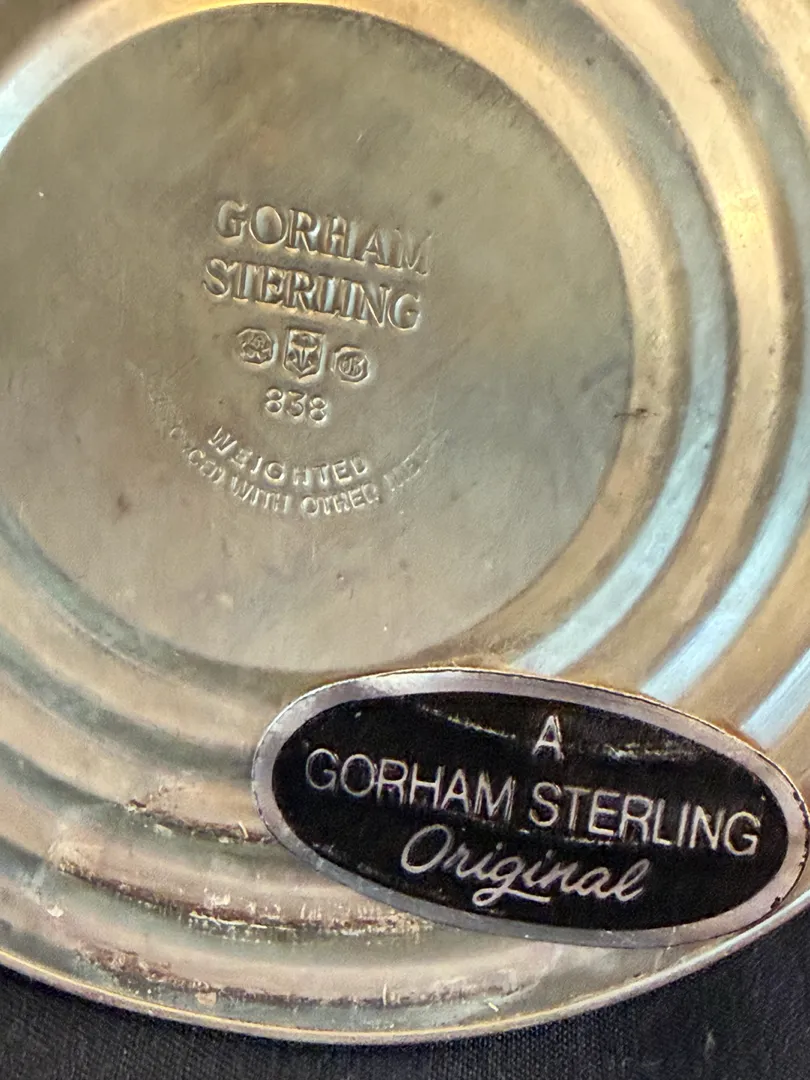 GORHAM
STERLING
838
WEIGHTED
WITH OTHER
A
GORHAM STERLING
Original